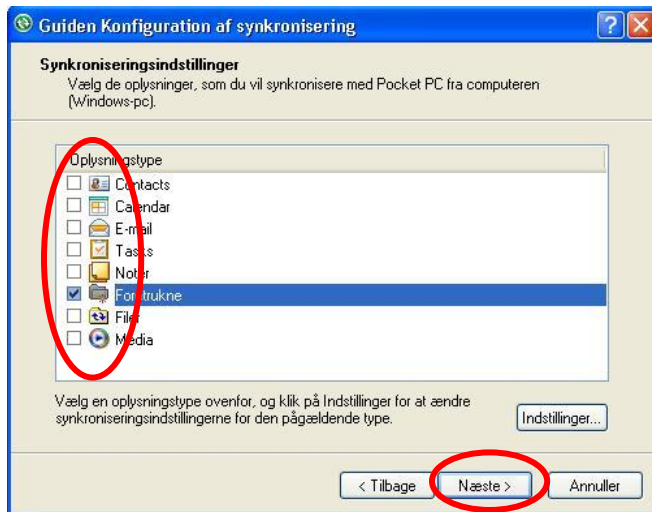 Guiden Konfiguration af synkronisering
Synkroniseringsindstillinger
Vælg de oplysninger, som du vil synkronisere med Pocket PC fra computeren
(Windows-pc).
Oplysningstype
Contacts
Calendar
E-mail
Tasks
Noter
Foretrukne
Filer
Media
Vælg en oplysningstype ovenfor, og klik på Indstillinger for at ændre
synkroniseringsindstillingerne for den pågældende type.
Indstillinger...
< Tilbage
Næste >
Annuller